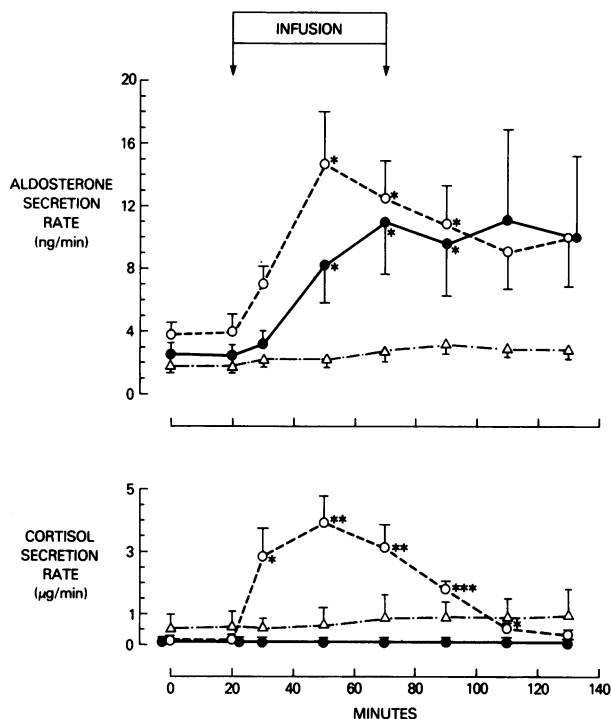 INFUSION
20
16
12
8
4
0
ALDOSTERONE
SECRETION
RATE
(ng/min)
*
*
*
*
*
*
5
3
1
0
CORTISOL
SECRETION
RATE
(μg/min)
*
**
**
***
*
0 20 40 60 80 100 120 140
MINUTES